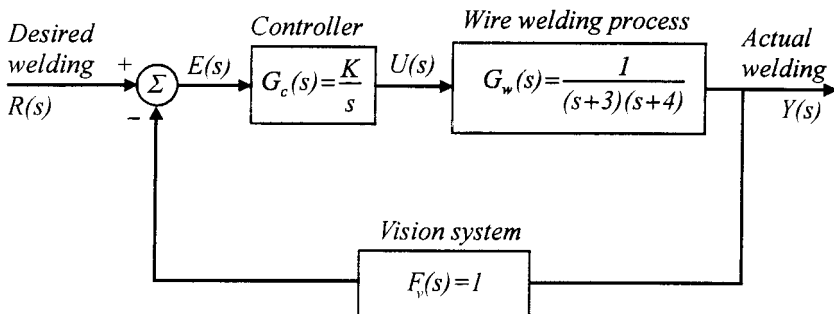 Desired welding
R(s)
+
−
Σ
E(s)
Controller
G_c(s)=K/s
U(s)
Wire welding process
G_w(s)=1/(s+3)(s+4)
Actual welding
Y(s)
Vision system
F_v(s)=1